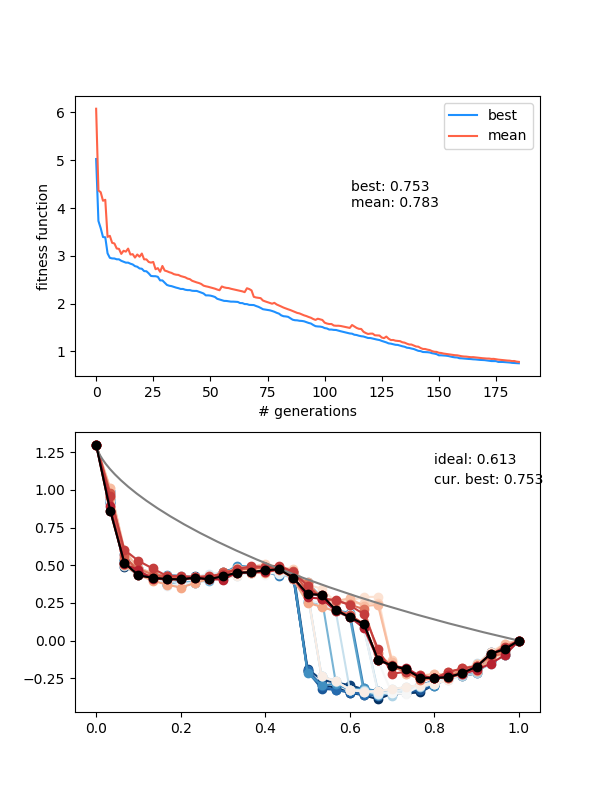 6
5
4
3
2
1
fitness function
best
mean
best: 0.753
mean: 0.783
0 25 50 75 100 125 150 175
# generations
1.25
1.00
0.75
0.50
0.25
0.00
−0.25
ideal: 0.613
cur. best: 0.753
0.0 0.2 0.4 0.6 0.8 1.0